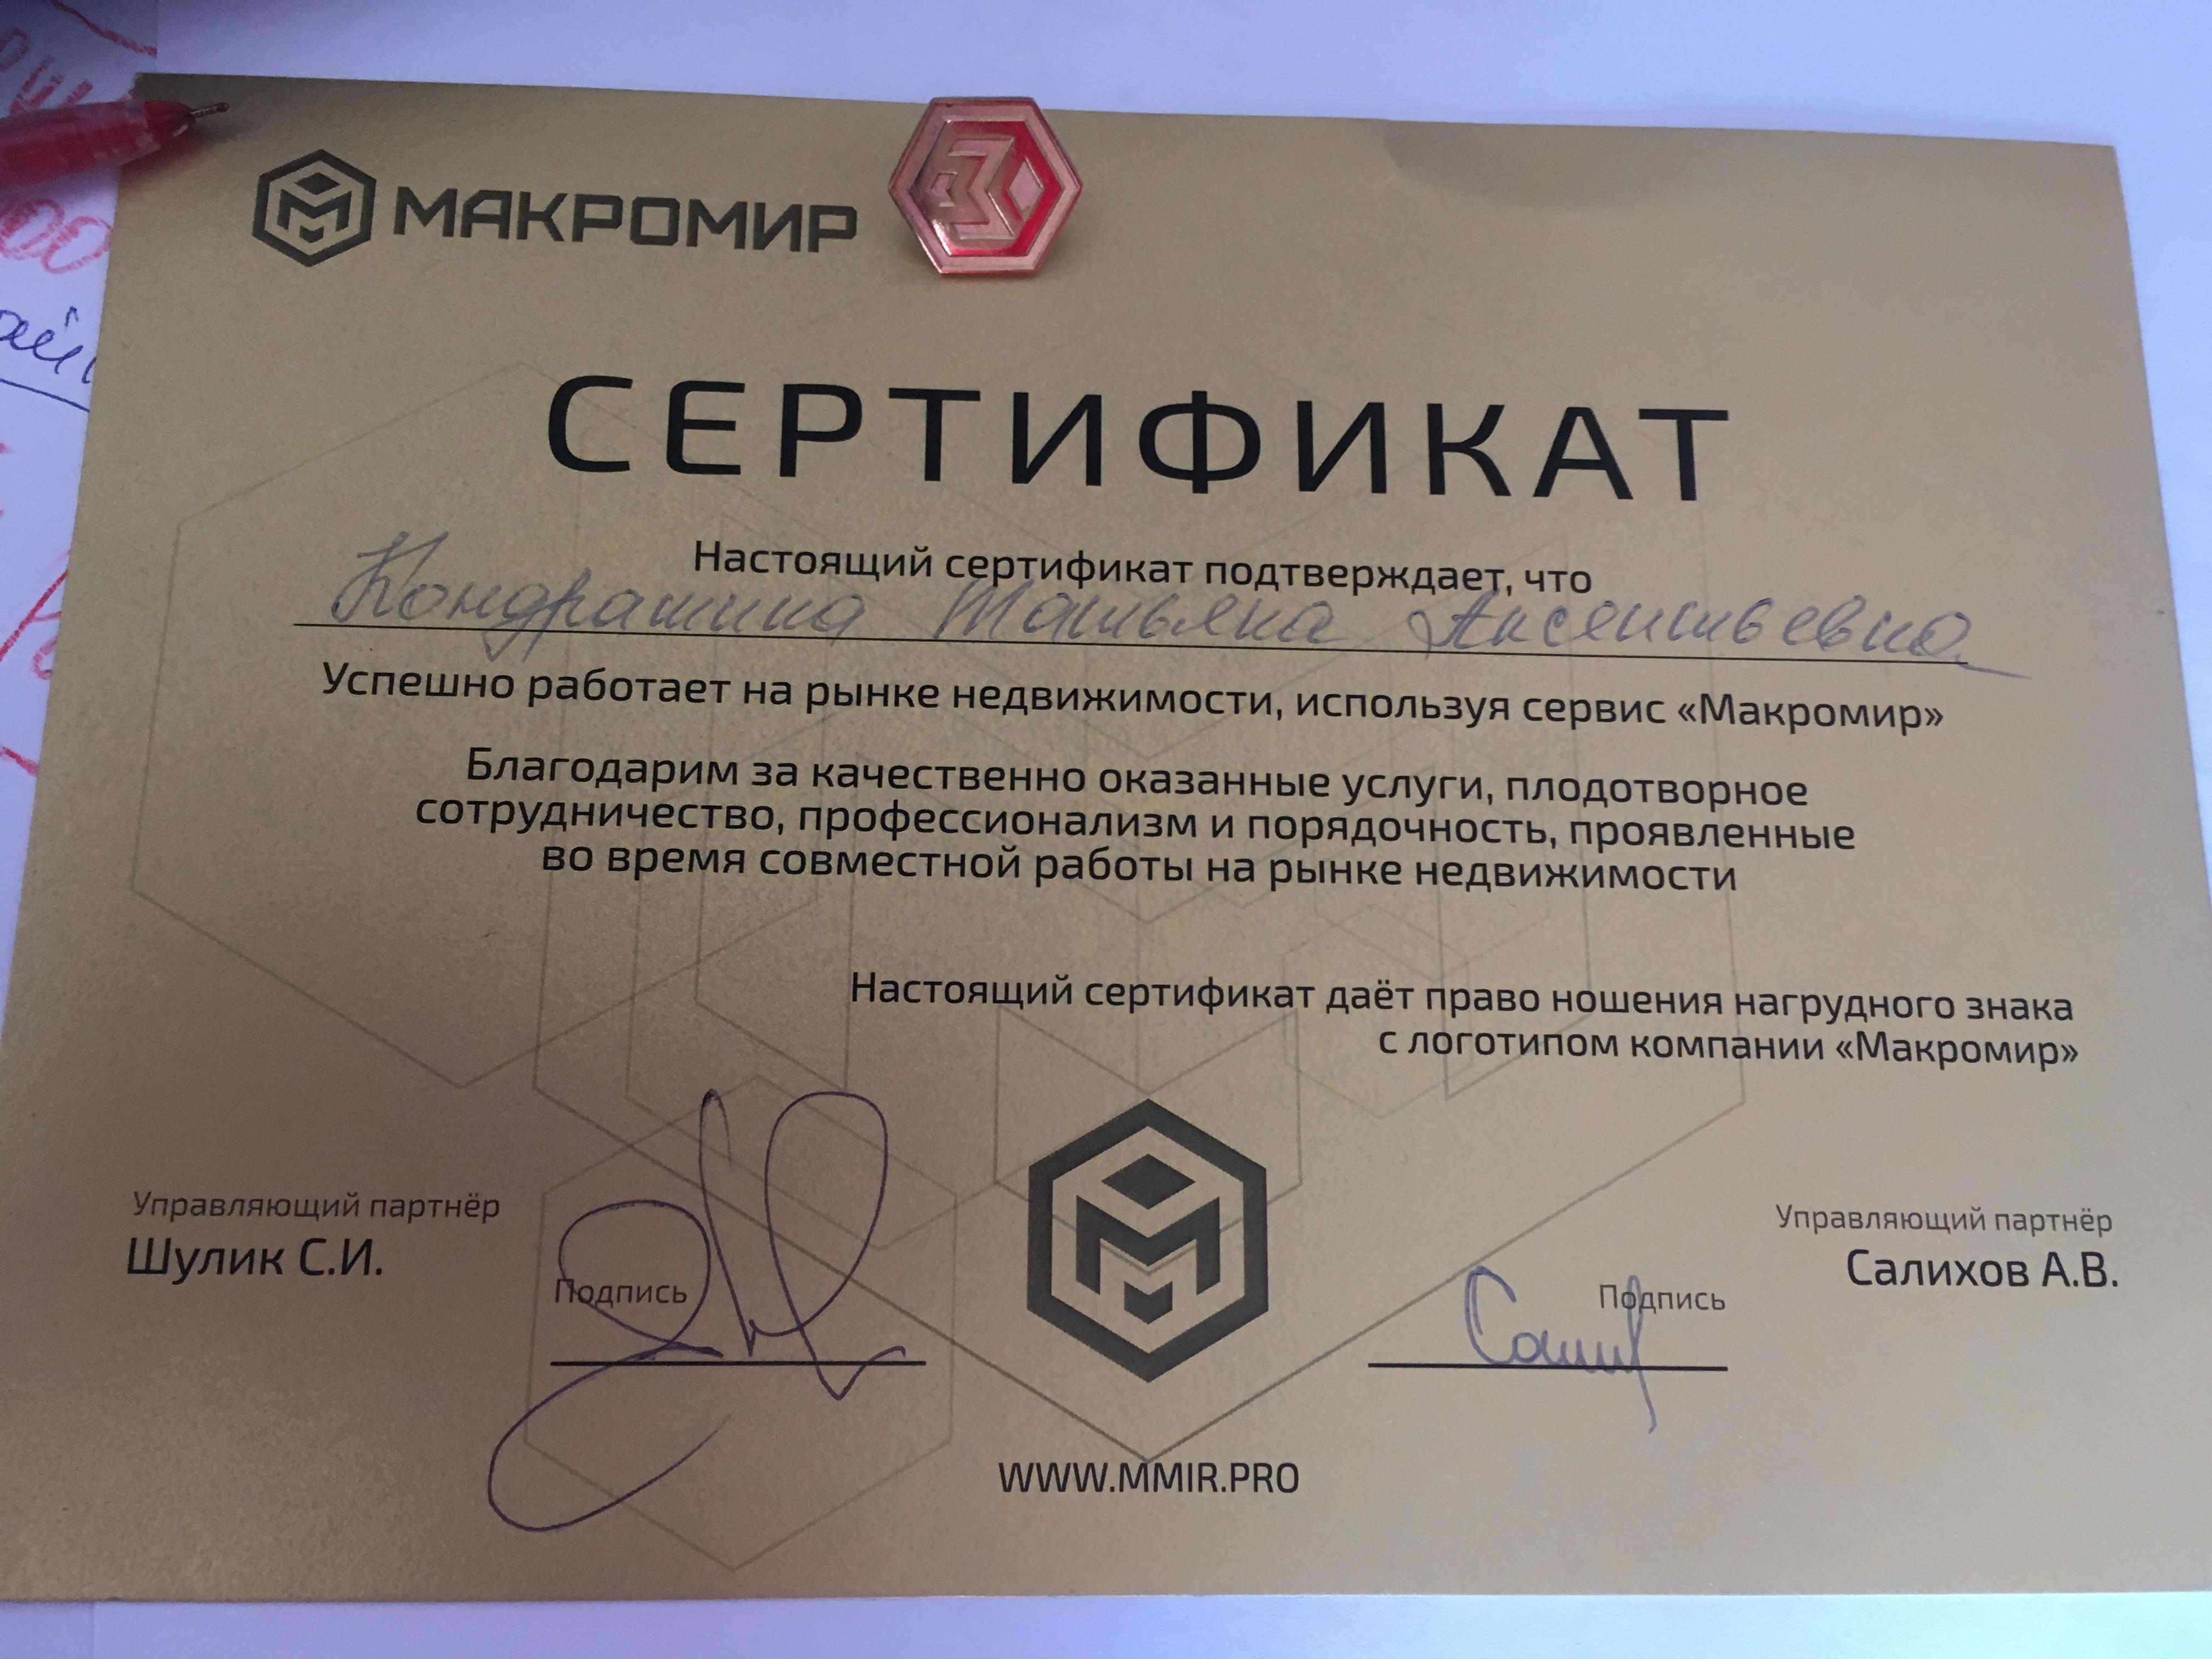 МАКРОМИР
СЕРТИФИКАТ
Настоящий сертификат подтверждает, что
Кондрашина Татьяна Аксентьевна
Успешно работает на рынке недвижимости, используя сервис «Макромир»
Благодарим за качественно оказанные услуги, плодотворное
сотрудничество, профессионализм и порядочность, проявленные
во время совместной работы на рынке недвижимости
Настоящий сертификат даёт право ношения нагрудного знака
с логотипом компании «Макромир»
Управляющий партнёр
Шулик С.И.
Подпись
Управляющий партнёр
Салихов А.В.
Подпись
WWW.MMIR.PRO